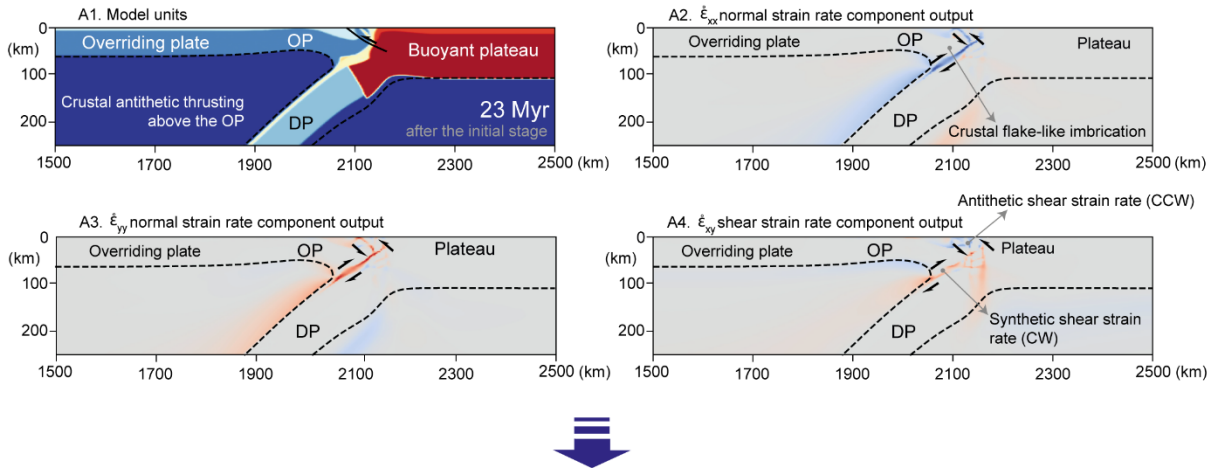 A1. Model units
0
(km)
100
200
Overriding plate
OP
Buoyant plateau
Crustal antithetic thrusting
above the OP
DP
23 Myr
after the initial stage
1500 1700 1900 2100 2300 2500 (km)
A2. ε̇xx normal strain rate component output
0
(km)
100
200
Overriding plate
OP
Plateau
Crustal flake-like imbrication
DP
1500 1700 1900 2100 2300 2500 (km)
A3. ε̇yy normal strain rate component output
0
(km)
100
200
Overriding plate
OP
Plateau
DP
1500 1700 1900 2100 2300 2500 (km)
Antithetic shear strain rate (CCW)
A4. ε̇xy shear strain rate component output
0
(km)
100
200
Overriding plate
OP
Plateau
DP
Synthetic shear strain
rate (CW)
1500 1700 1900 2100 2300 2500 (km)